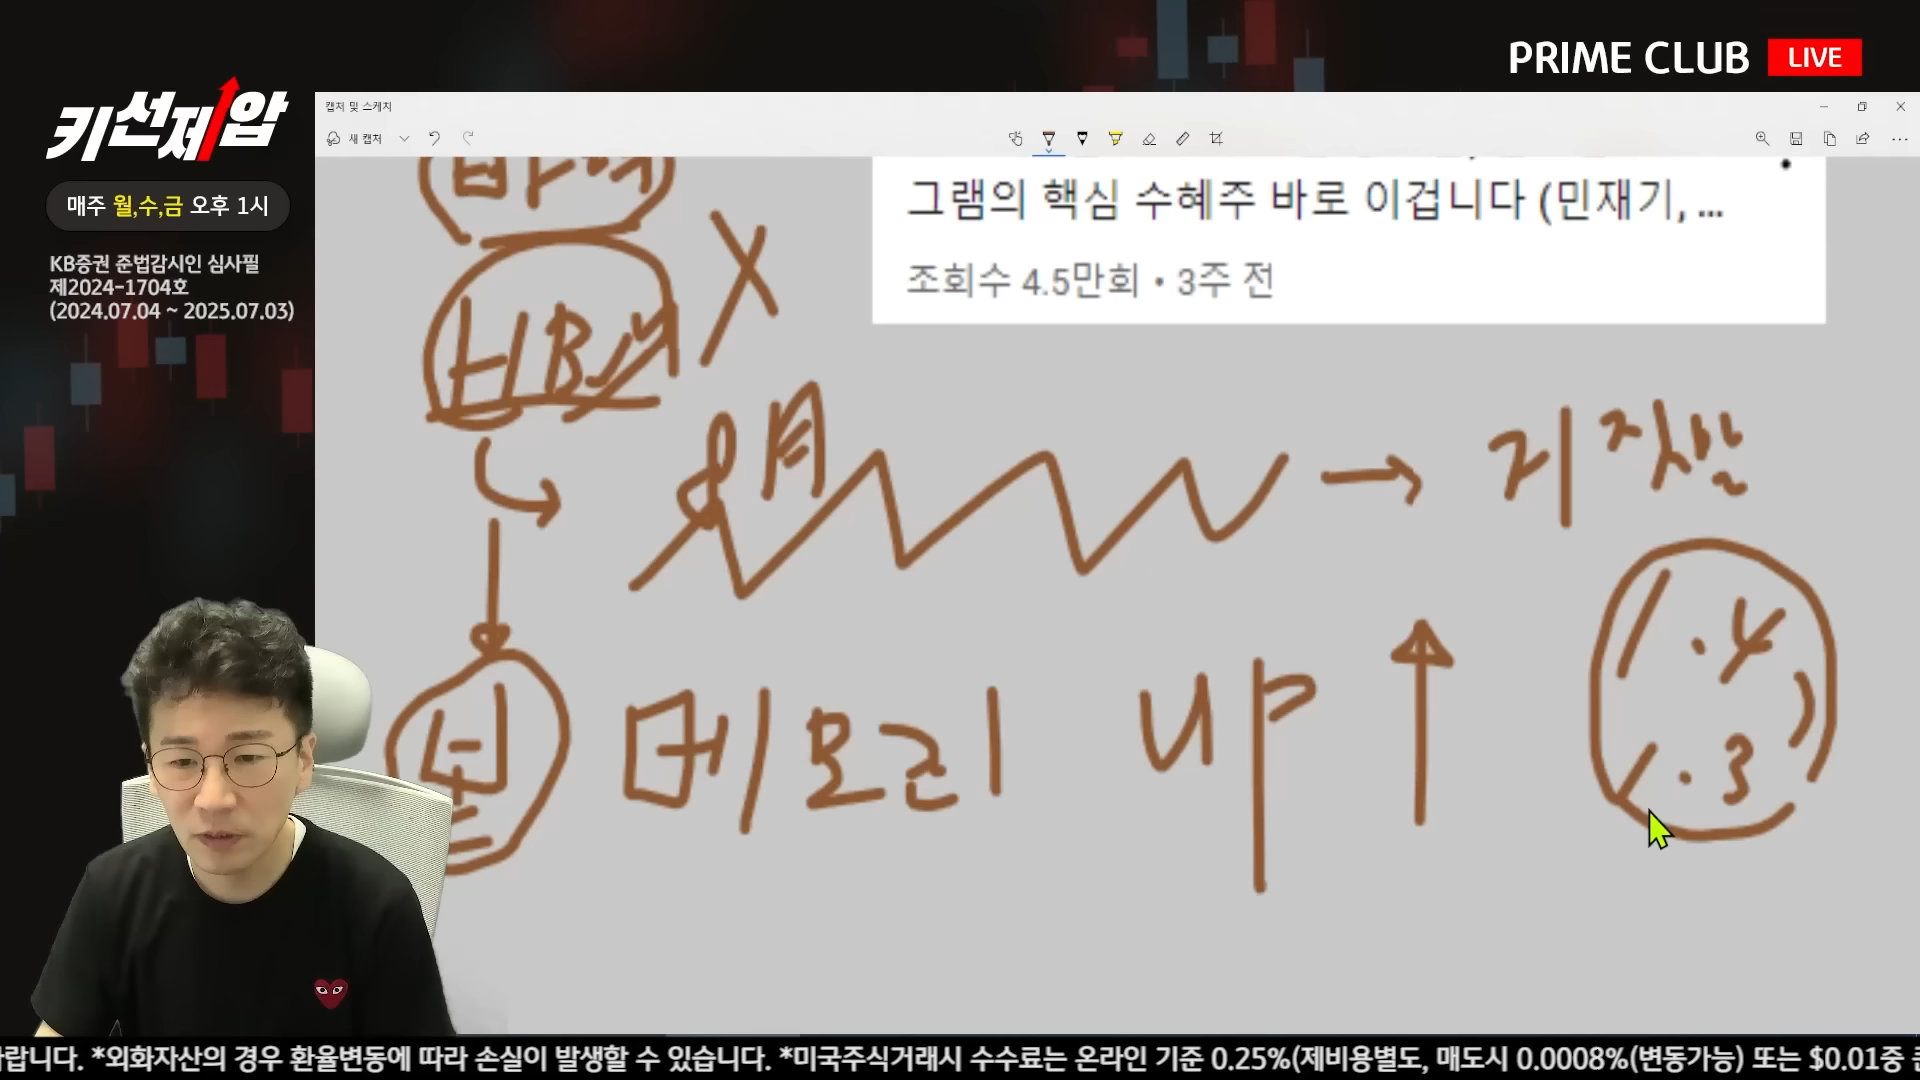 PRIME CLUB LIVE
키선제압
매주 월,수,금 오후 1시
KB증권 준법감시인 심사필
제2024-1704호
(2024.07.04 ~ 2025.07.03)
캡처 및 스케치
새 캡처
그램의 핵심 수혜주 바로 이겁니다 (민재기, ...
조회수 4.5만회 • 3주 전
HBM
메모리 UP
.4
.3
랍니다. *외화자산의 경우 환율변동에 따라 손실이 발생할 수 있습니다. *미국주식거래시 수수료는 온라인 기준 0.25%(제비용별도, 매도시 0.0008%(변동가능) 또는 $0.01중